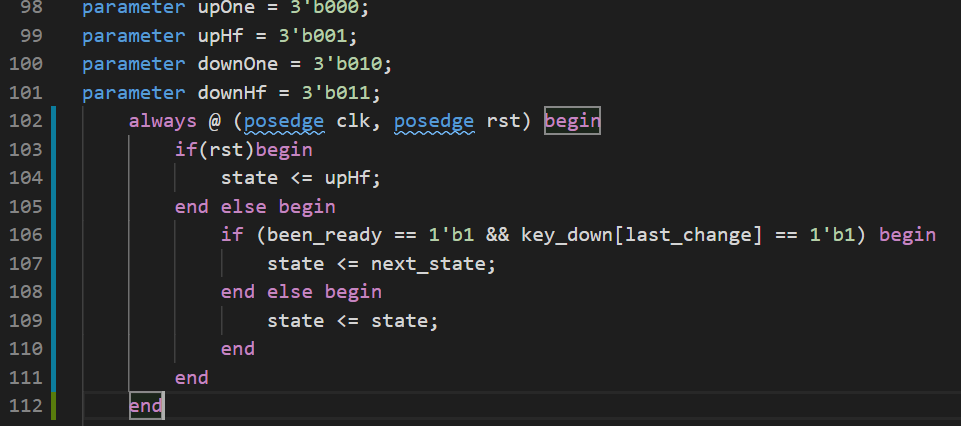 98 parameter upOne = 3'b000;
99 parameter upHf = 3'b001;
100 parameter downOne = 3'b010;
101 parameter downHf = 3'b011;
102 always @ (posedge clk, posedge rst) begin
103 if(rst)begin
104 state <= upHf;
105 end else begin
106 if (been_ready == 1'b1 && key_down[last_change] == 1'b1) begin
107 state <= next_state;
108 end else begin
109 state <= state;
110 end
111 end
112 end